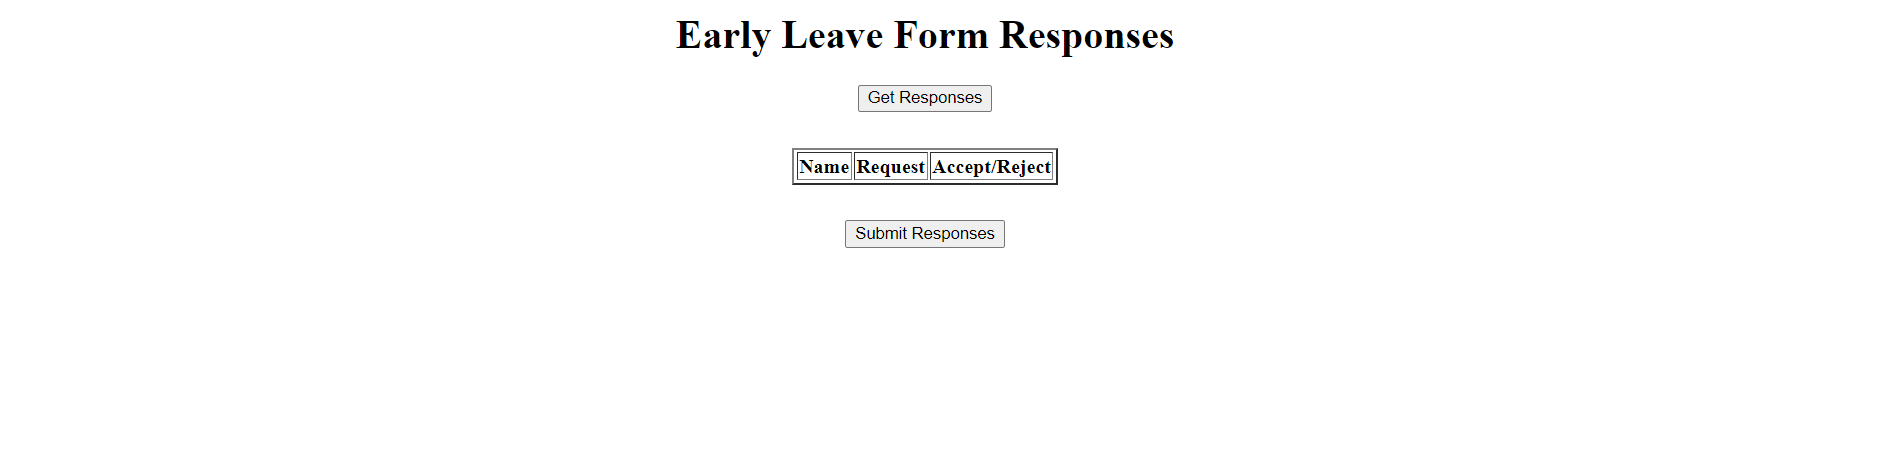 Early Leave Form Responses
Get Responses
Name Request Accept/Reject
Submit Responses